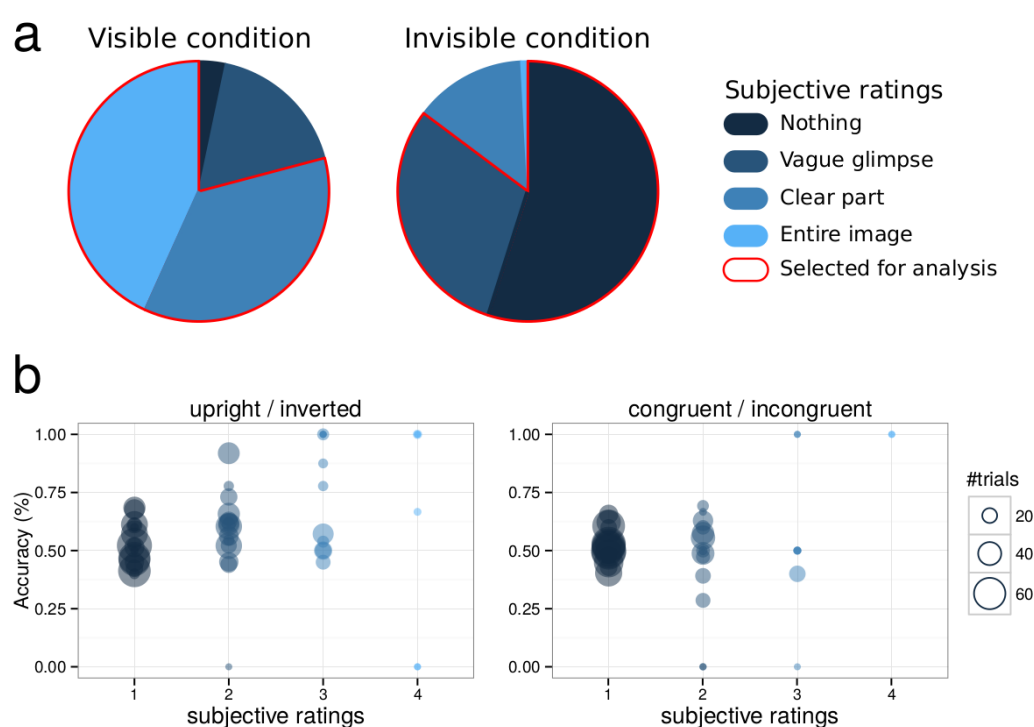 a
Visible condition
Invisible condition
Subjective ratings
Nothing
Vague glimpse
Clear part
Entire image
Selected for analysis
b
upright / inverted
congruent / incongruent
Accuracy (%)
1.00
0.75
0.50
0.25
0.00
1 2 3 4
subjective ratings
1.00
0.75
0.50
0.25
0.00
1 2 3 4
subjective ratings
#trials
20
40
60